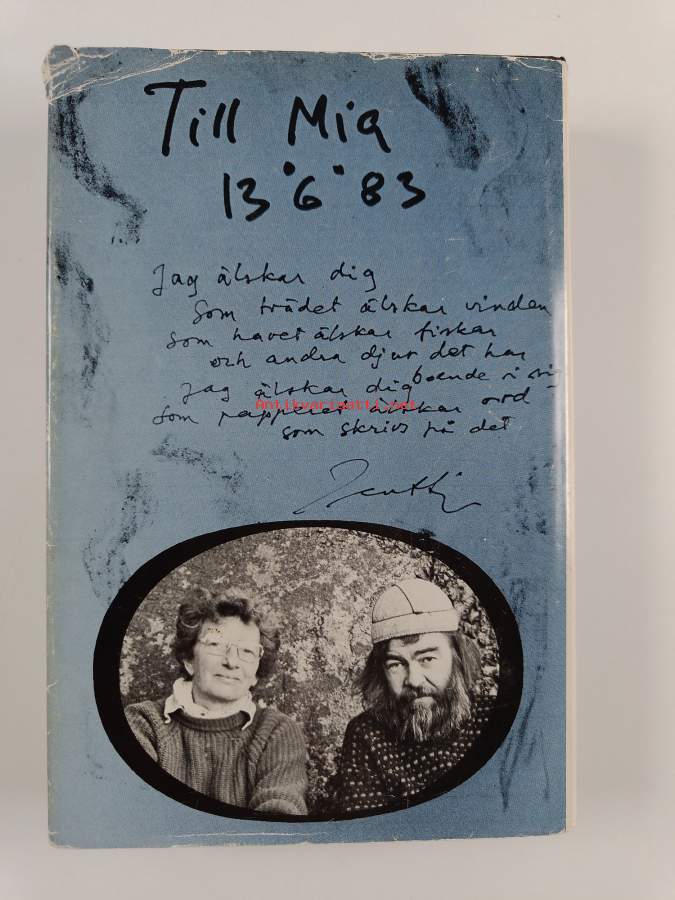 Till Mia
13.6.83
Jag älskar dig
som trädet älskar vinden
som havet älskar fiskar
och andra djur det har
boende i sig
Jag älskar dig
som pappret älskar ord
som skrivs på det
Antikvariaatti.net